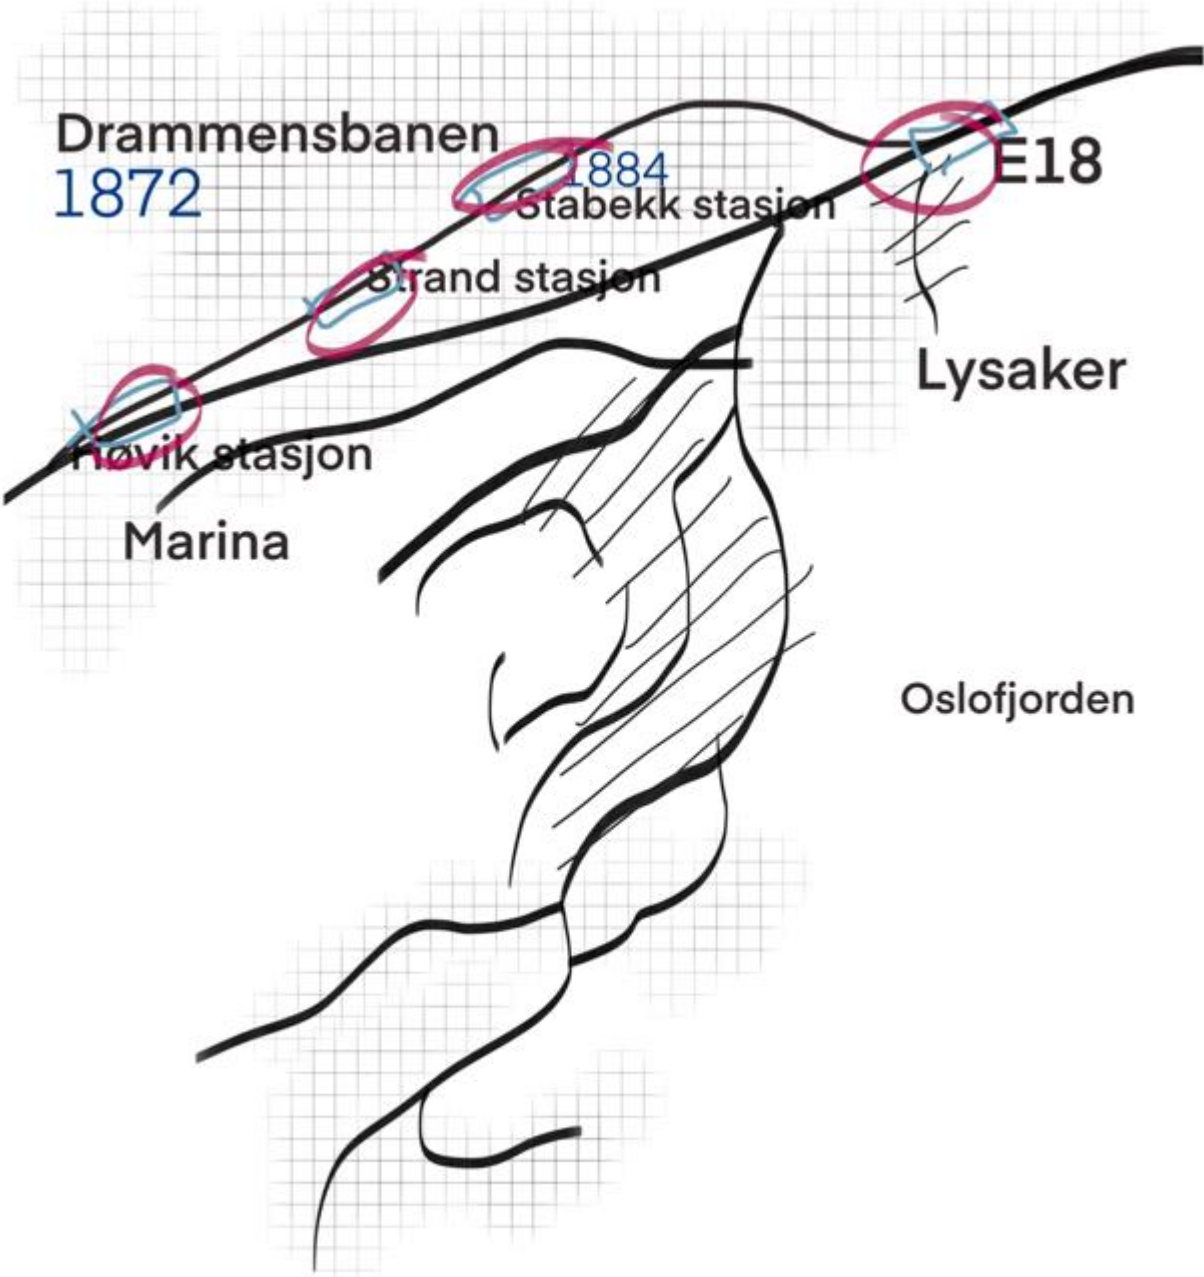 Drammensbanen
1872
1884
Stabekk stasjon
E18
Strand stasjon
Lysaker
Høvik stasjon
Marina
Oslofjorden